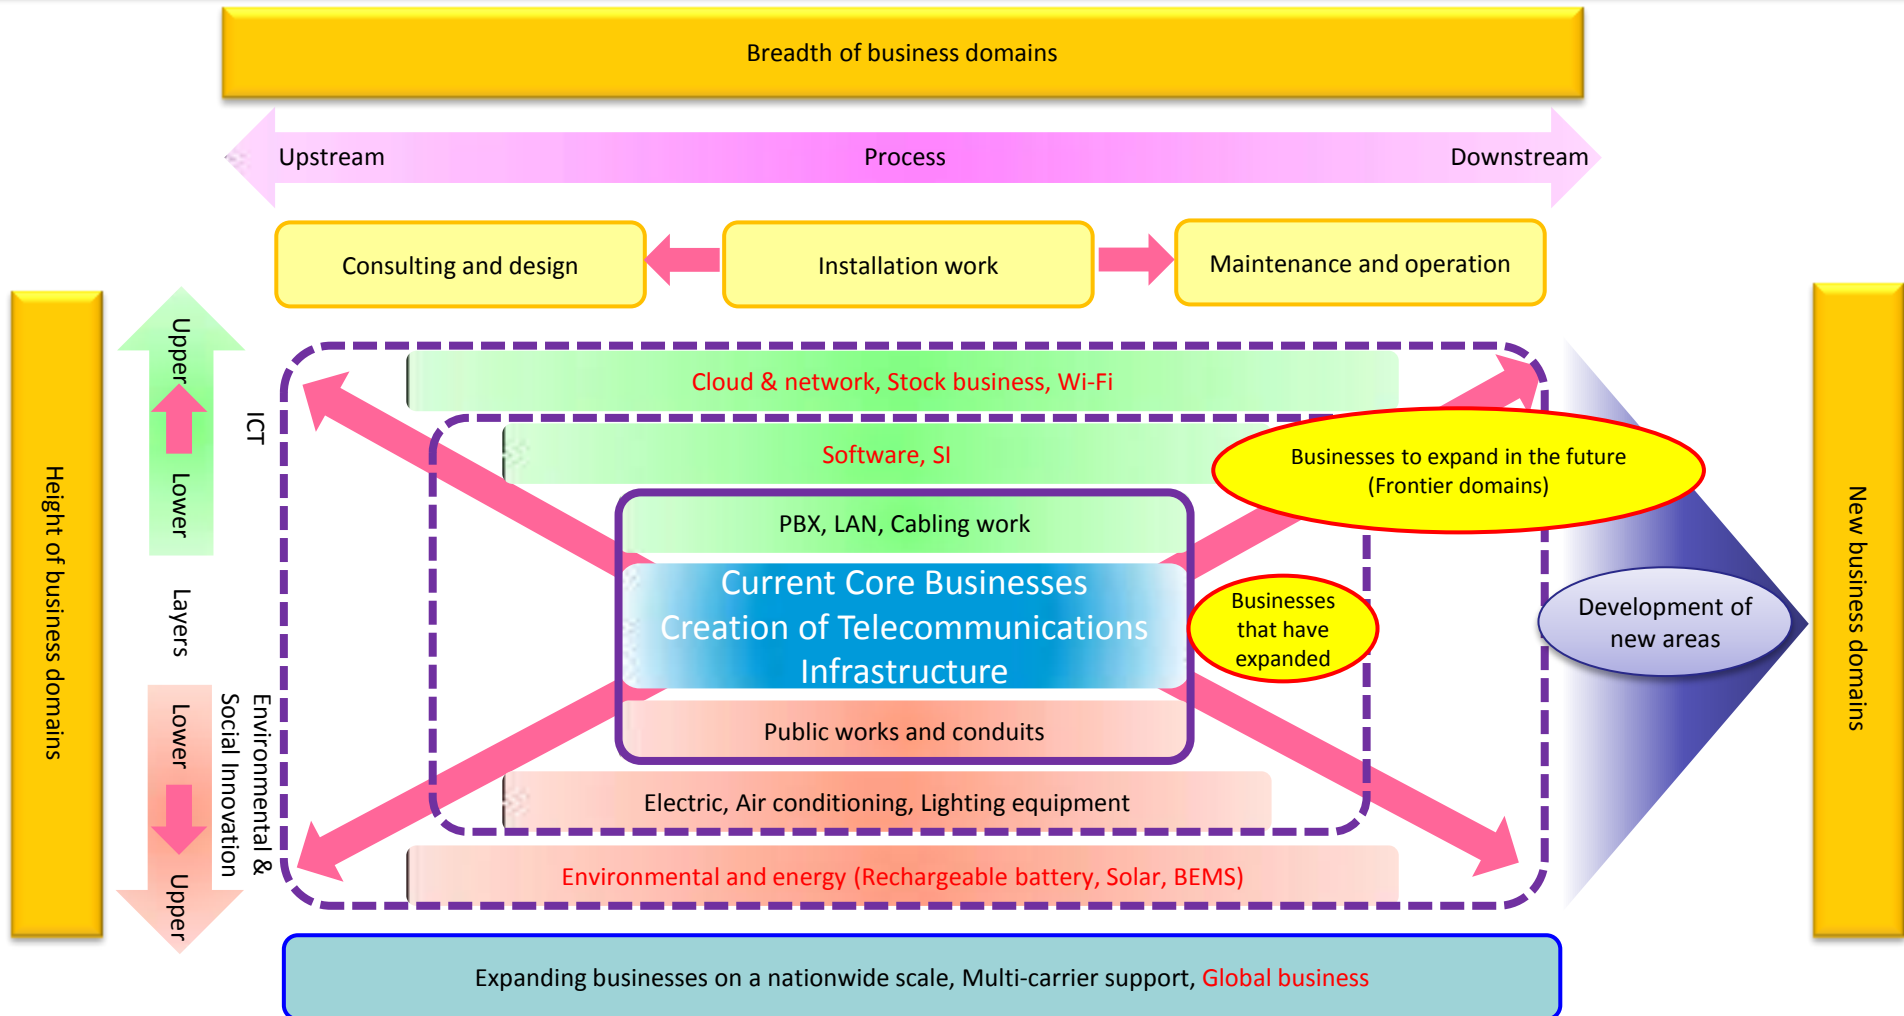 Breadth of business domains
Upstream
Process
Downstream
Consulting and design
Installation work
Maintenance and operation
Height of business domains
Upper
Lower
ICT
Layers
Lower
Upper
Environmental &
Social Innovation
Cloud & network, Stock business, Wi-Fi
Software, SI
Businesses to expand in the future
(Frontier domains)
PBX, LAN, Cabling work
Current Core Businesses
Creation of Telecommunications
Infrastructure
Businesses
that have
expanded
Development of
new areas
New business domains
Public works and conduits
Electric, Air conditioning, Lighting equipment
Environmental and energy (Rechargeable battery, Solar, BEMS)
Expanding businesses on a nationwide scale, Multi-carrier support, Global business